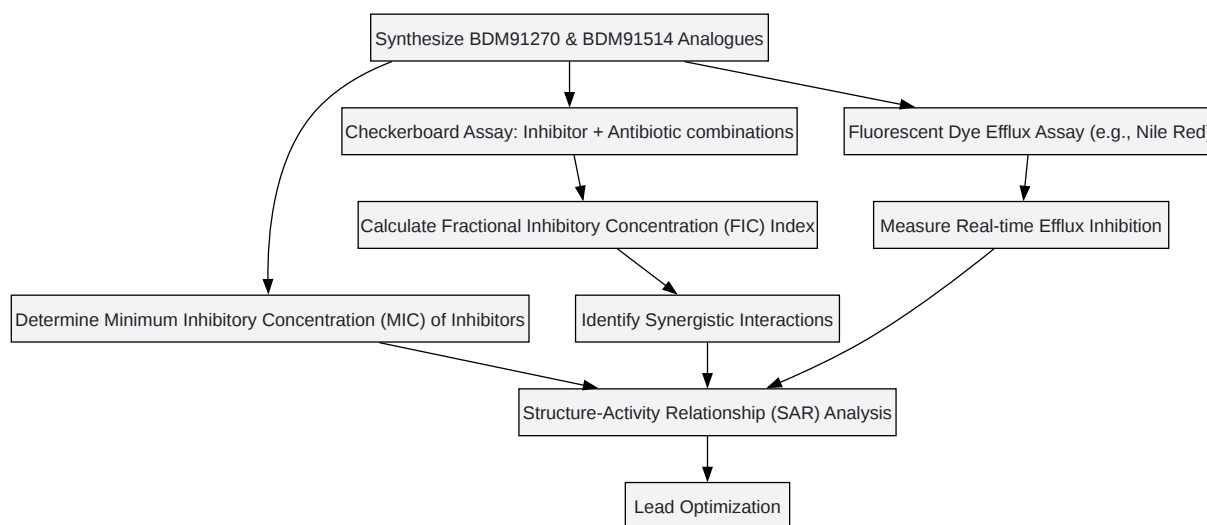 Synthesize BDM91270 & BDM91514 Analogues
Checkerboard Assay: Inhibitor + Antibiotic combinations
Fluorescent Dye Efflux Assay (e.g., Nile Red)
Calculate Fractional Inhibitory Concentration (FIC) Index
Measure Real-time Efflux Inhibition
Determine Minimum Inhibitory Concentration (MIC) of Inhibitors
Identify Synergistic Interactions
Structure-Activity Relationship (SAR) Analysis
Lead Optimization